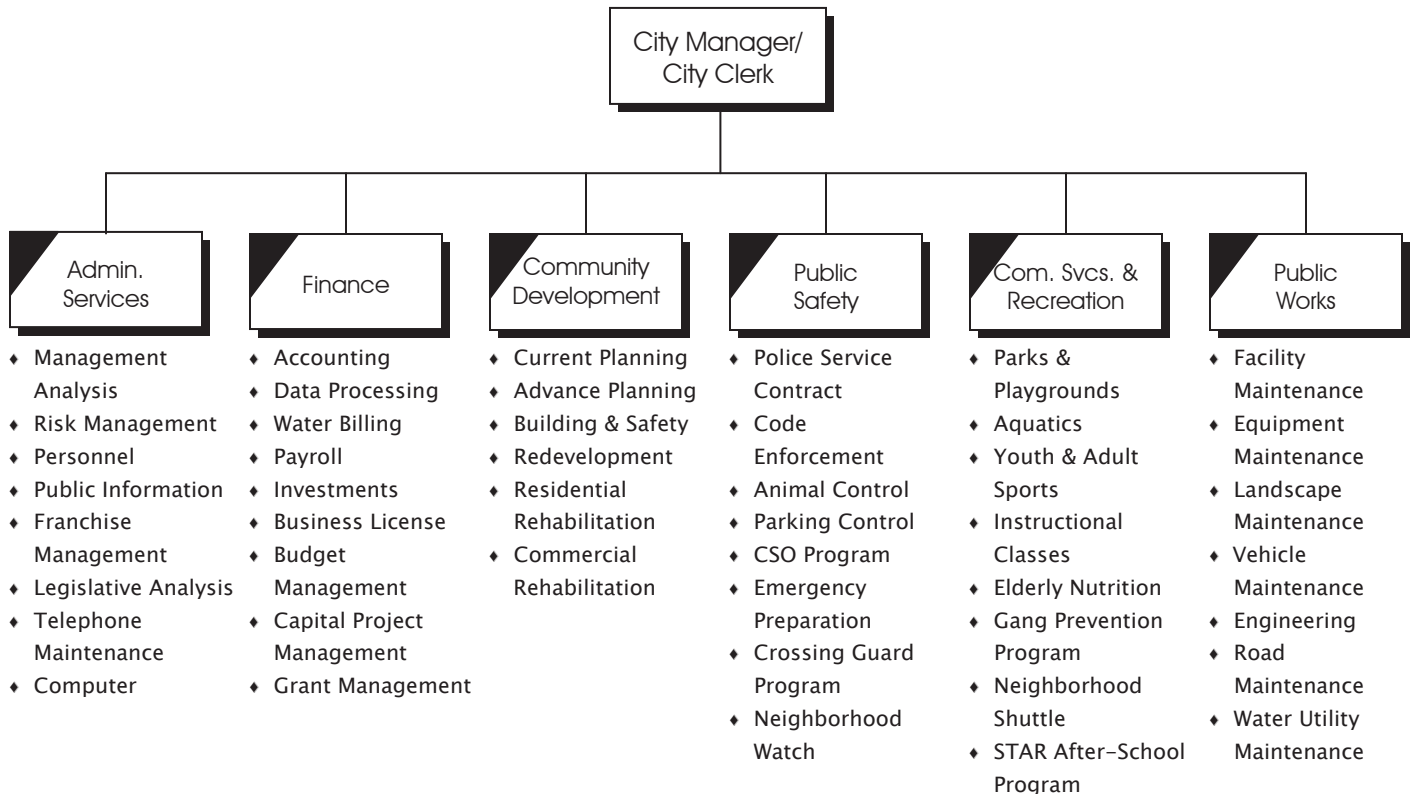 City Manager/
City Clerk
Admin.
Services
♦ Management
Analysis
♦ Risk Management
♦ Personnel
♦ Public Information
♦ Franchise
Management
♦ Legislative Analysis
♦ Telephone
Maintenance
♦ Computer
Finance
♦ Accounting
♦ Data Processing
♦ Water Billing
♦ Payroll
♦ Investments
♦ Business License
♦ Budget
Management
♦ Capital Project
Management
♦ Grant Management
Community
Development
♦ Current Planning
♦ Advance Planning
♦ Building & Safety
♦ Redevelopment
♦ Residential
Rehabilitation
♦ Commercial
Rehabilitation
Public
Safety
♦ Police Service
Contract
♦ Code
Enforcement
♦ Animal Control
♦ Parking Control
♦ CSO Program
♦ Emergency
Preparation
♦ Crossing Guard
Program
♦ Neighborhood
Watch
Com. Svcs. &
Recreation
♦ Parks &
Playgrounds
♦ Aquatics
♦ Youth & Adult
Sports
♦ Instructional
Classes
♦ Elderly Nutrition
♦ Gang Prevention
Program
♦ Neighborhood
Shuttle
♦ STAR After-School
Program
Public
Works
♦ Facility
Maintenance
♦ Equipment
Maintenance
♦ Landscape
Maintenance
♦ Vehicle
Maintenance
♦ Engineering
♦ Road
Maintenance
♦ Water Utility
Maintenance